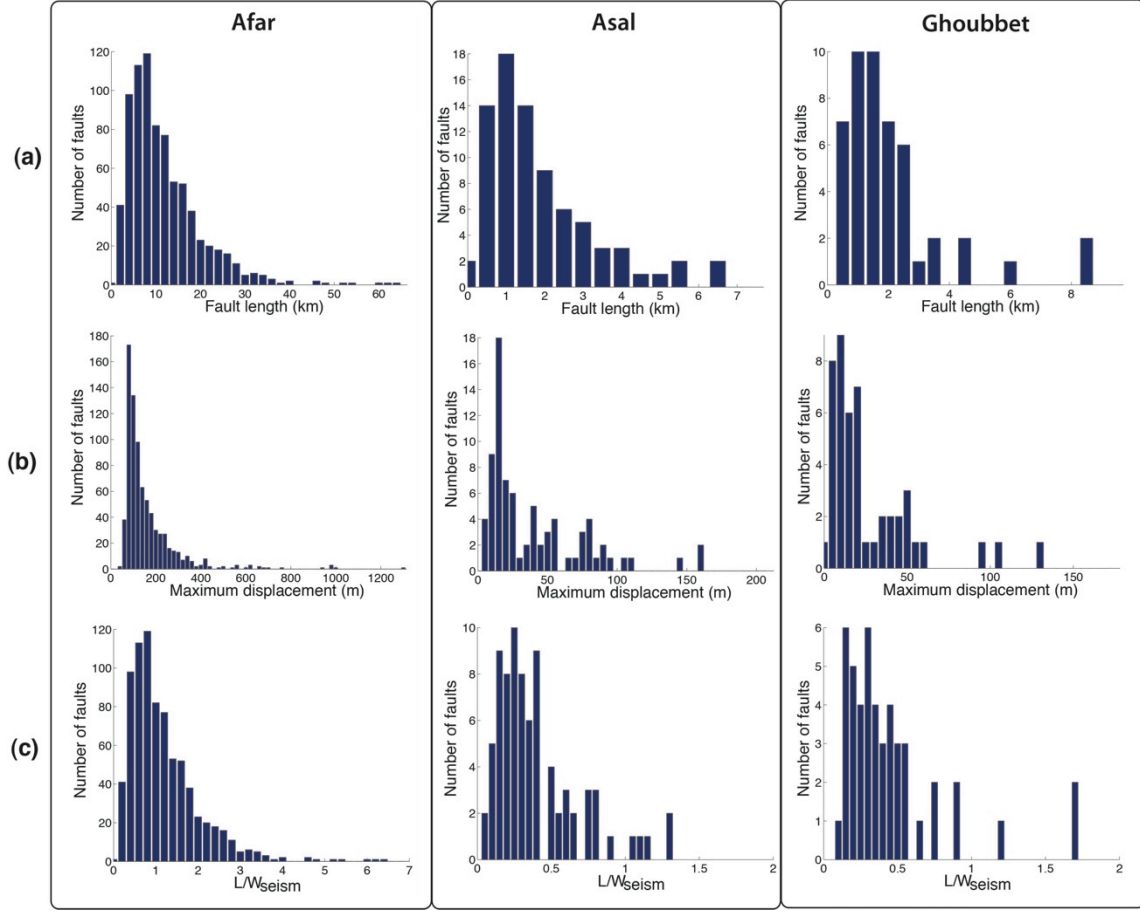 Afar
Asal
Ghoubbet
(a)
Number of faults
120
100
80
60
40
20
0
0 10 20 30 40 50 60
Fault length (km)
Number of faults
18
16
14
12
10
8
6
4
2
0
0 1 2 3 4 5 6 7
Fault length (km)
Number of faults
10
8
6
4
2
0
0 2 4 6 8
Fault length (km)
(b)
Number of faults
180
160
140
120
100
80
60
40
20
0
0 200 400 600 800 1000 1200
Maximum displacement (m)
Number of faults
18
16
14
12
10
8
6
4
2
0
0 50 100 150 200
Maximum displacement (m)
Number of faults
8
6
4
2
0
0 50 100 150
Maximum displacement (m)
(c)
Number of faults
120
100
80
60
40
20
0
0 1 2 3 4 5 6 7
L/Wseism
Number of faults
10
8
6
4
2
0
0 0.5 1 1.5 2
L/Wseism
Number of faults
6
5
4
3
2
1
0
0 0.5 1 1.5 2
L/Wseism